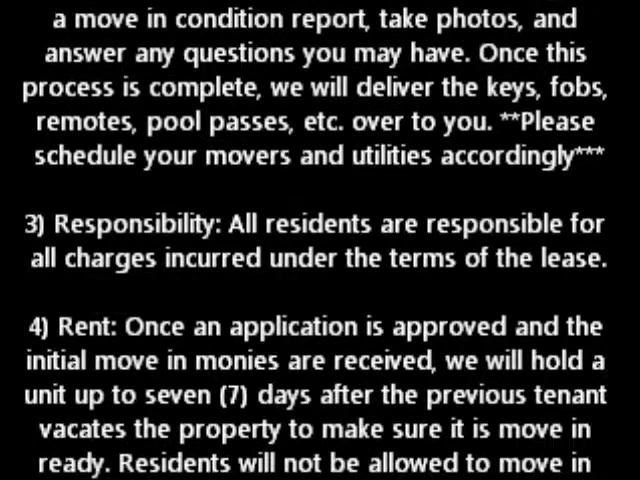 a move in condition report, take photos, and
answer any questions you may have. Once this
process is complete, we will deliver the keys, fobs,
remotes, pool passes, etc. over to you. **Please
schedule your movers and utilities accordingly***
3) Responsibility: All residents are responsible for
all charges incurred under the terms of the lease.
4) Rent: Once an application is approved and the
initial move in monies are received, we will hold a
unit up to seven (7) days after the previous tenant
vacates the property to make sure it is move in
ready. Residents will not be allowed to move in